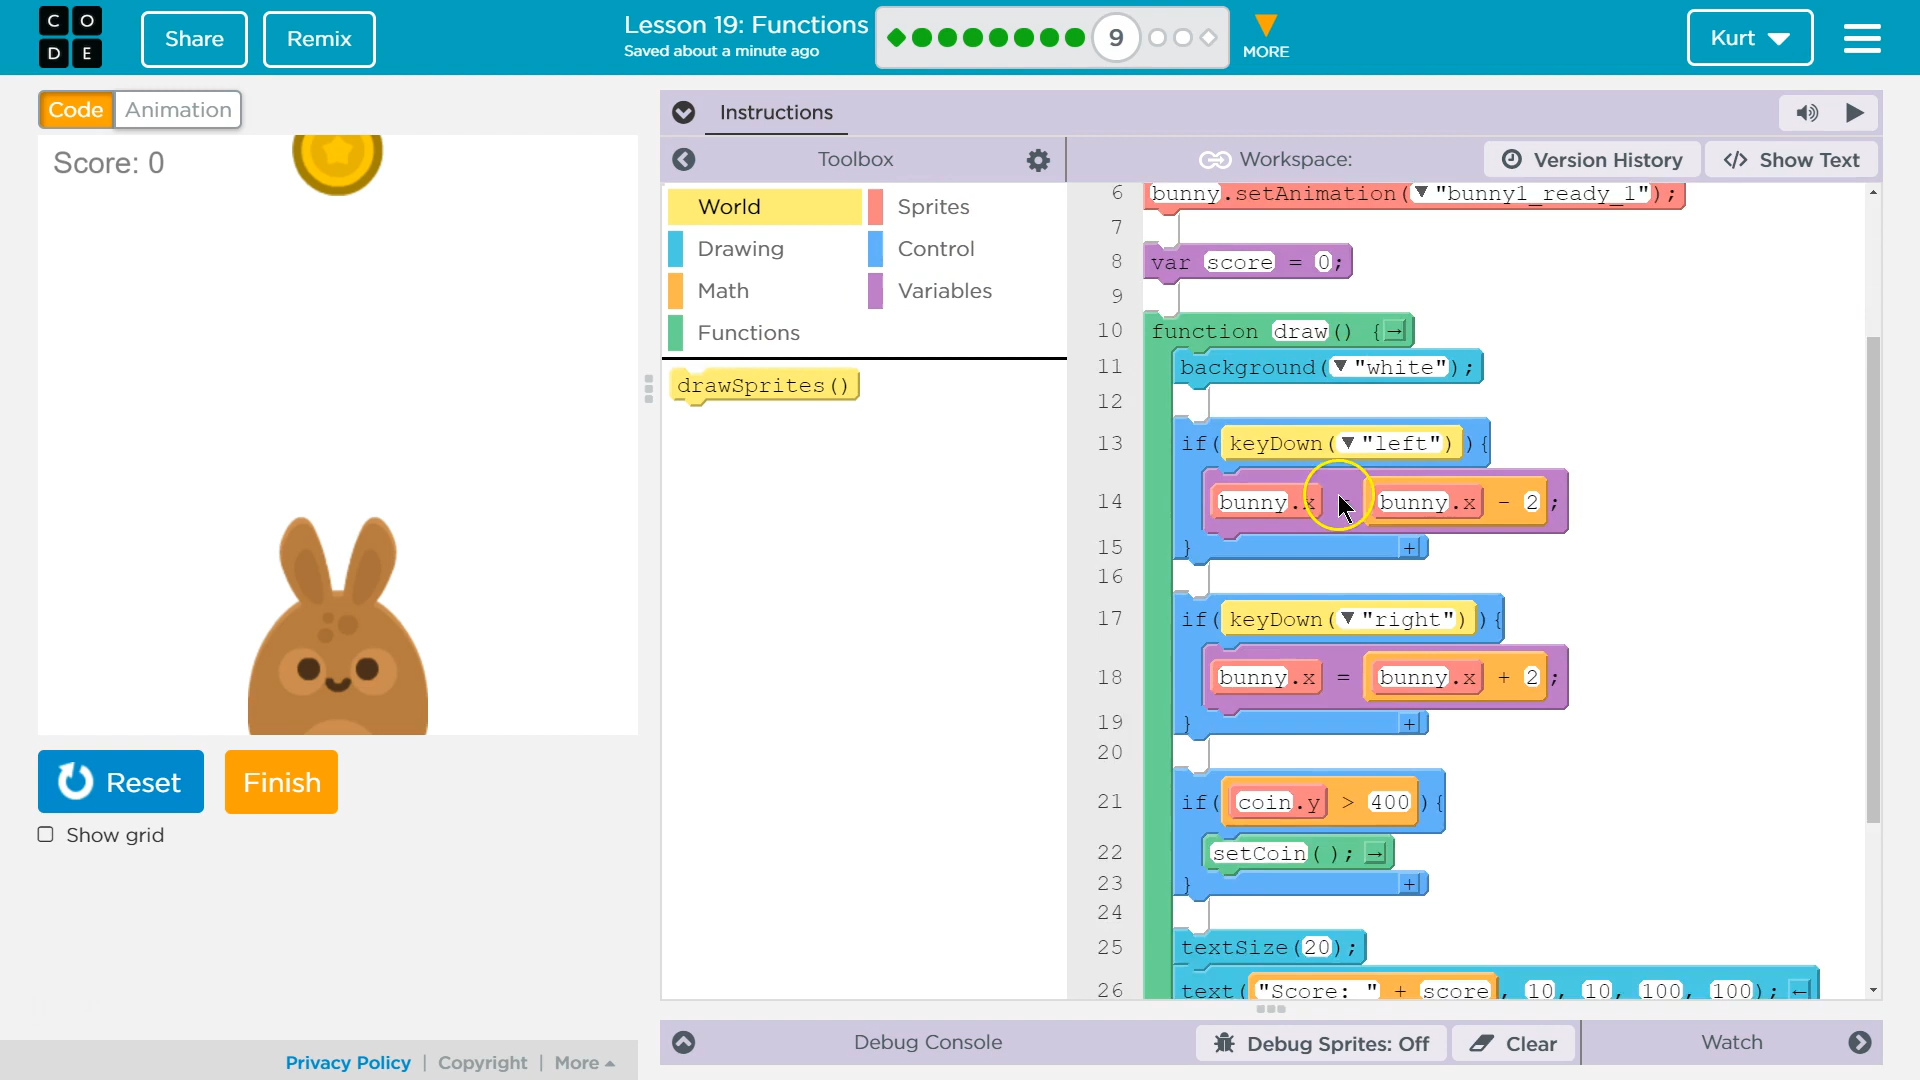 C O
D E
Share
Remix
Lesson 19: Functions
Saved about a minute ago
9
MORE
Kurt
Code
Animation
Score: 0
Reset
Finish
Show grid
Privacy Policy | Copyright | More
Instructions
Toolbox
Workspace:
Version History
</> Show Text
World
Sprites
Drawing
Control
Math
Variables
Functions
drawSprites()
6 bunny.setAnimation("bunny1_ready_1");
7
8 var score = 0;
9
10 function draw() {
11 background("white");
12
13 if(keyDown("left")){
14 bunny.x = bunny.x - 2;
15 }
16
17 if(keyDown("right")){
18 bunny.x = bunny.x + 2;
19 }
20
21 if(coin.y > 400){
22 setCoin();
23 }
24
25 textSize(20);
26 text("Score: " + score, 10, 10, 100, 100);
Debug Console
Debug Sprites: Off
Clear
Watch